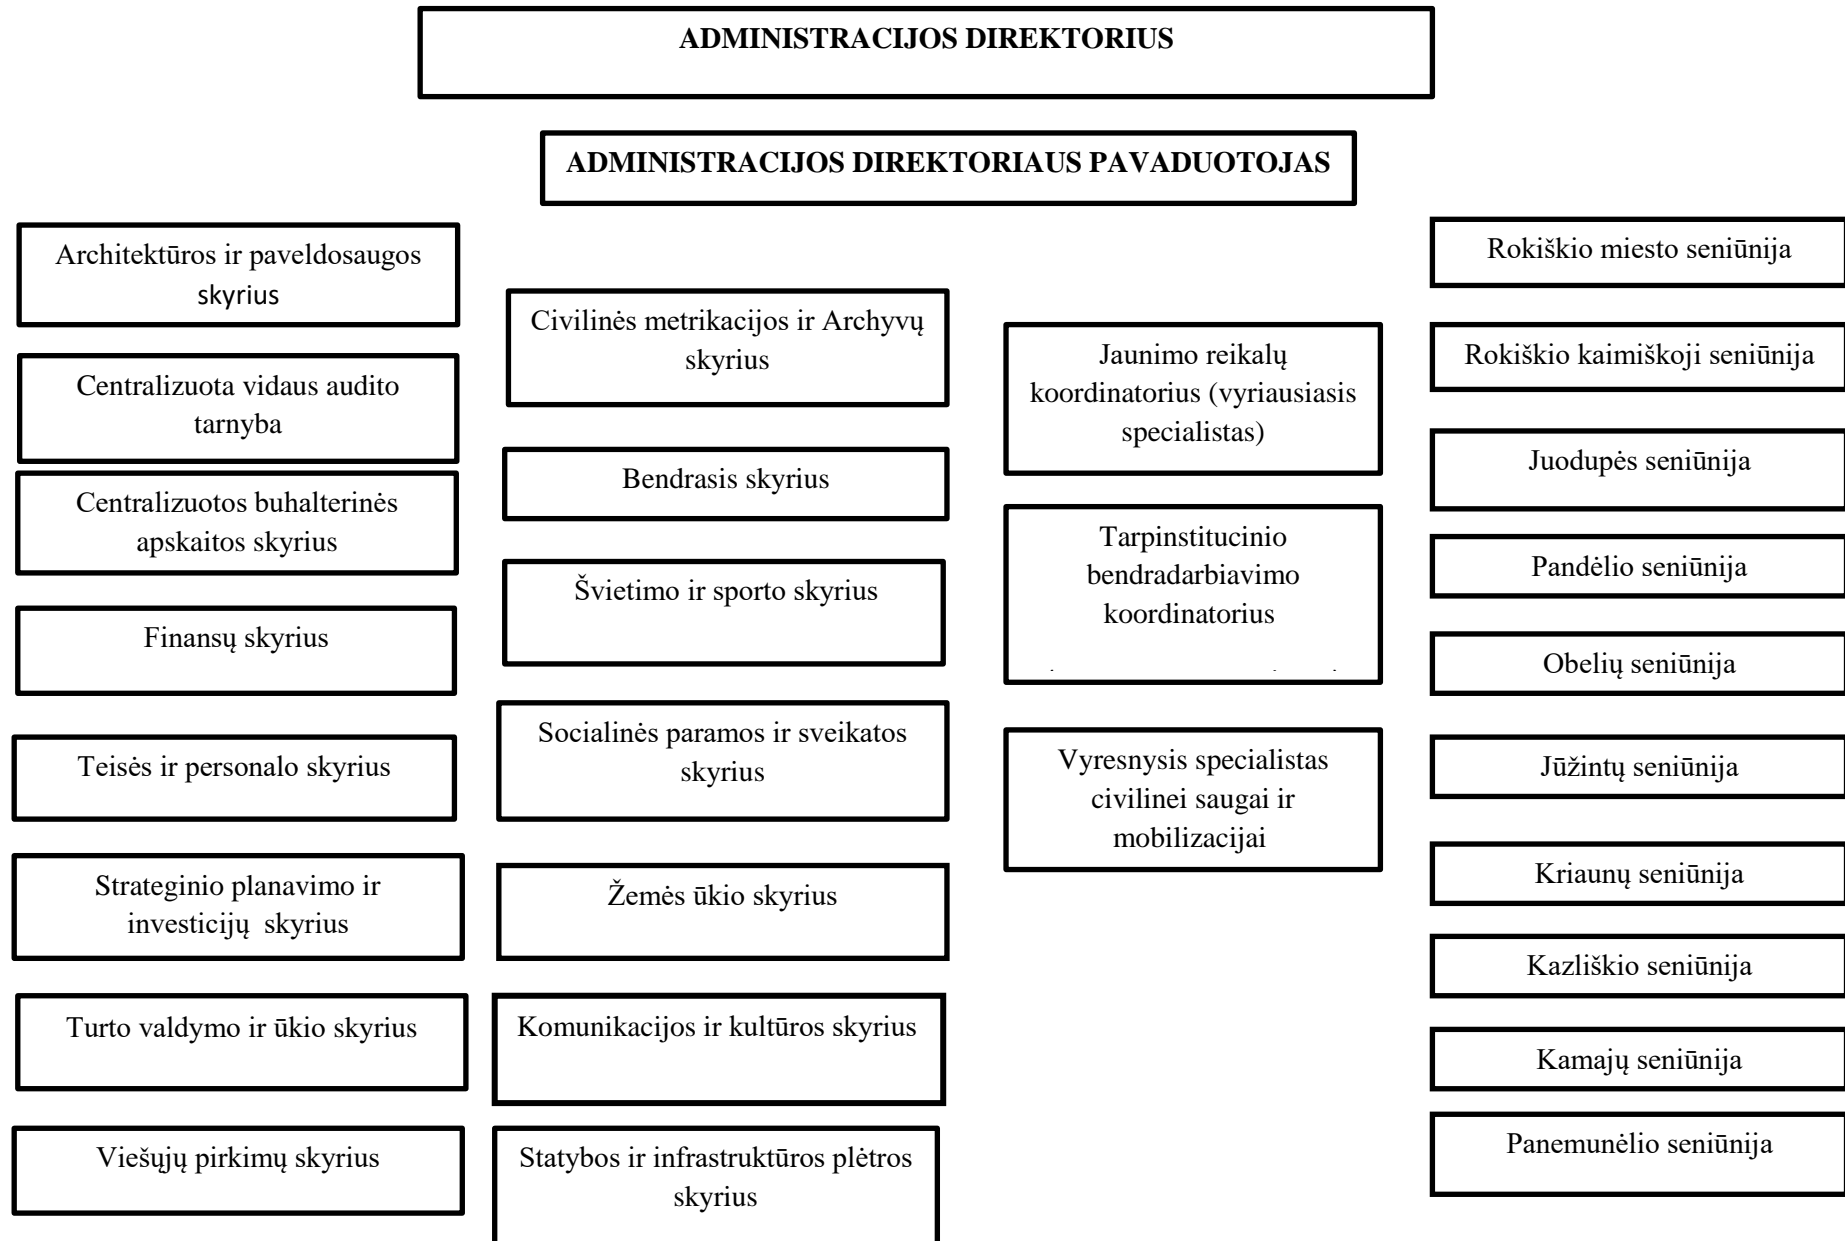 ADMINISTRACIJOS DIREKTORIUS
ADMINISTRACIJOS DIREKTORIAUS PAVADUOTOJAS
Architektūros ir paveldosaugos
skyrius
Centralizuota vidaus audito
tarnyba
Centralizuotos buhalterinės
apskaitos skyrius
Finansų skyrius
Teisės ir personalo skyrius
Strateginio planavimo ir
investicijų skyrius
Turto valdymo ir ūkio skyrius
Viešųjų pirkimų skyrius
Civilinės metrikacijos ir Archyvų
skyrius
Bendrasis skyrius
Švietimo ir sporto skyrius
Socialinės paramos ir sveikatos
skyrius
Žemės ūkio skyrius
Komunikacijos ir kultūros skyrius
Statybos ir infrastruktūros plėtros
skyrius
Jaunimo reikalų
koordinatorius (vyriausiasis
specialistas)
Tarpinstitucinio
bendradarbiavimo
koordinatorius
Vyresnysis specialistas
civilinei saugai ir
mobilizacijai
Rokiškio miesto seniūnija
Rokiškio kaimiškoji seniūnija
Juodupės seniūnija
Pandėlio seniūnija
Obelių seniūnija
Jūžintų seniūnija
Kriaunų seniūnija
Kazliškio seniūnija
Kamajų seniūnija
Panemunėlio seniūnija